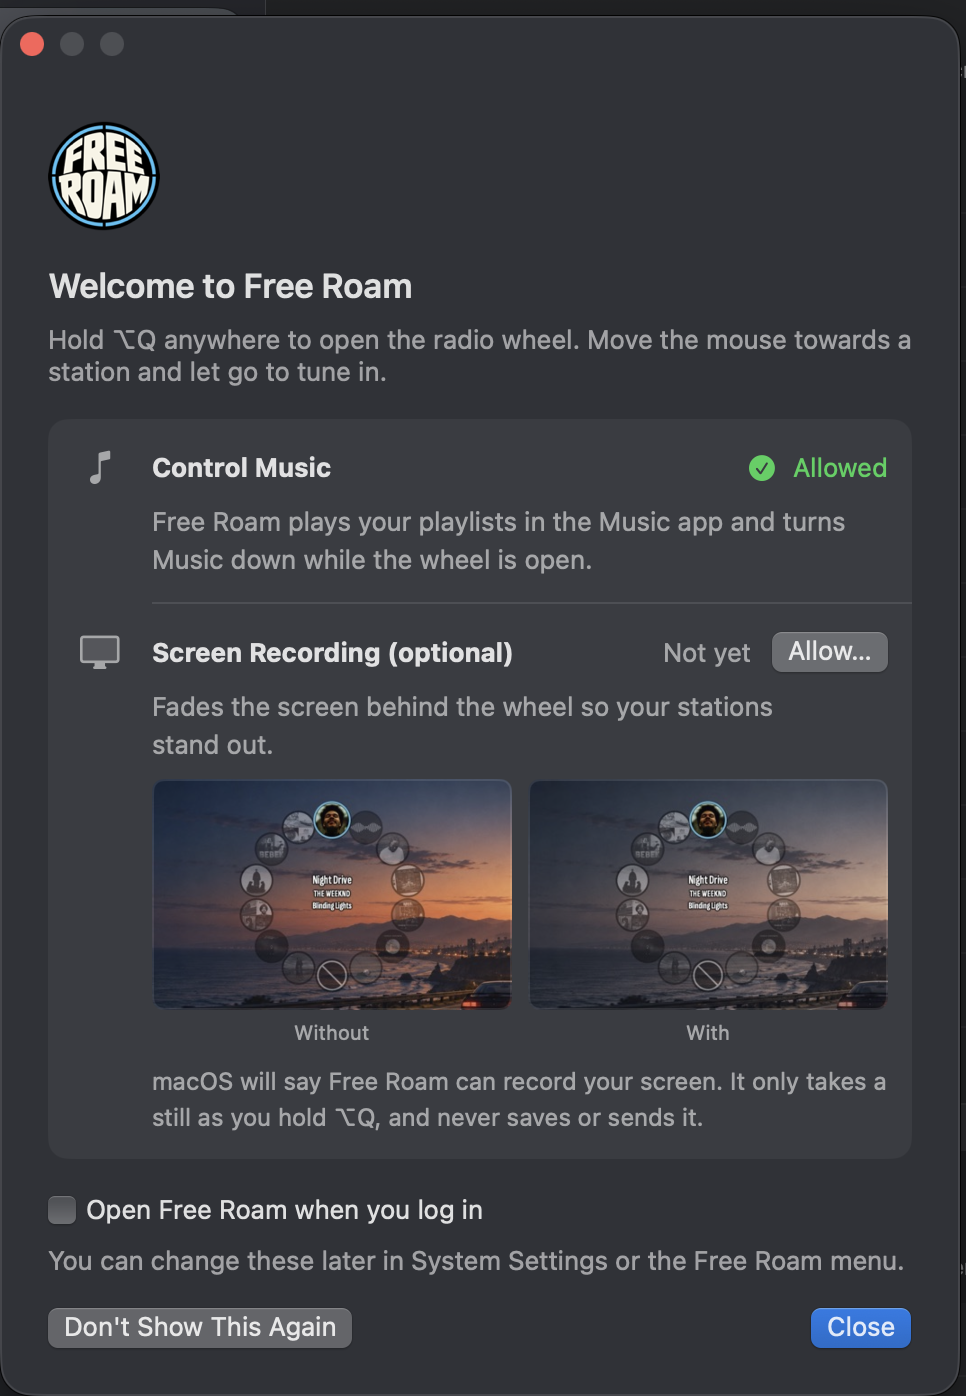 FREE
ROAM
Welcome to Free Roam
Hold ⌥Q anywhere to open the radio wheel. Move the mouse towards a
station and let go to tune in.
Control Music
Allowed
Free Roam plays your playlists in the Music app and turns
Music down while the wheel is open.
Screen Recording (optional)
Not yet
Allow...
Fades the screen behind the wheel so your stations
stand out.
Night Drive
THE WEEKND
Blinding Lights
Night Drive
THE WEEKND
Blinding Lights
Without
With
macOS will say Free Roam can record your screen. It only takes a
still as you hold ⌥Q, and never saves or sends it.
Open Free Roam when you log in
You can change these later in System Settings or the Free Roam menu.
Don't Show This Again
Close